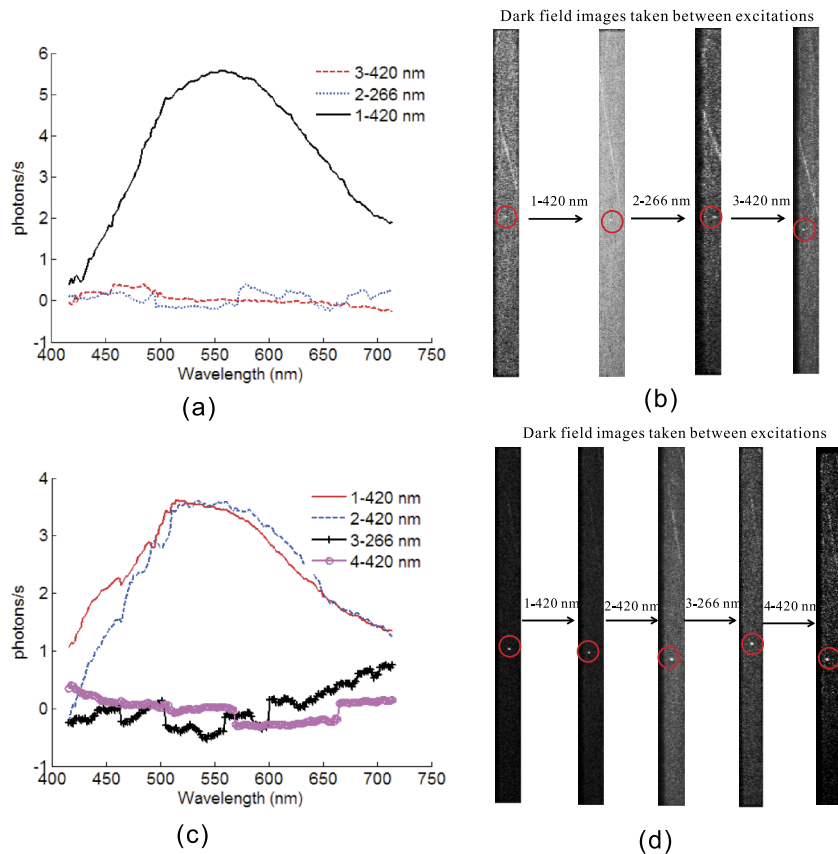 6
5
4
3
2
1
0
-1
400
450
500
550
600
650
700
750
photons/s
Wavelength (nm)
3-420 nm
2-266 nm
1-420 nm
(a)
Dark field images taken between excitations
1-420 nm
2-266 nm
3-420 nm
(b)
4
3
2
1
0
-1
400
450
500
550
600
650
700
750
photons/s
Wavelength (nm)
1-420 nm
2-420 nm
3-266 nm
4-420 nm
(c)
Dark field images taken between excitations
1-420 nm
2-420 nm
3-266 nm
4-420 nm
(d)